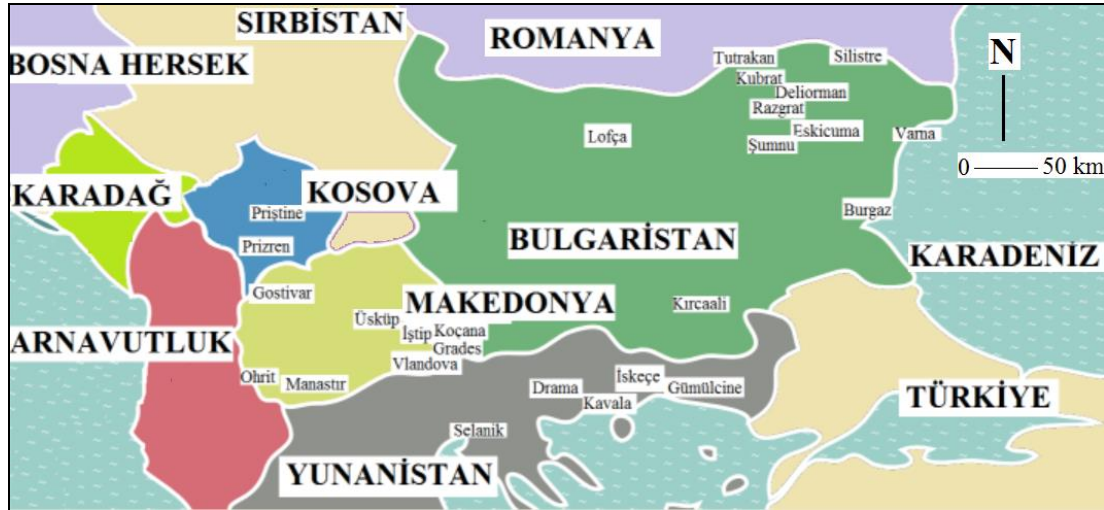 SIRBİSTAN
ROMANYA
BOSNA HERSEK
Tutrakan
Silistre
N
Kubrat
Deliorman
Razgrat
Lofça
Eskicuma
Varna
Şumnu
0 50 km
KARADAĞ
KOSOVA
Priştine
Burgaz
BULGARİSTAN
KARADENİZ
Prizren
Gostivar
MAKEDONYA
Kırcaali
Üsküp
İştip
Koçana
ARNAVUTLUK
Grades
Vlandova
Ohrit
Manastır
Drama
İskeçe
Gümülcine
TÜRKİYE
Kavala
Selanik
YUNANİSTAN